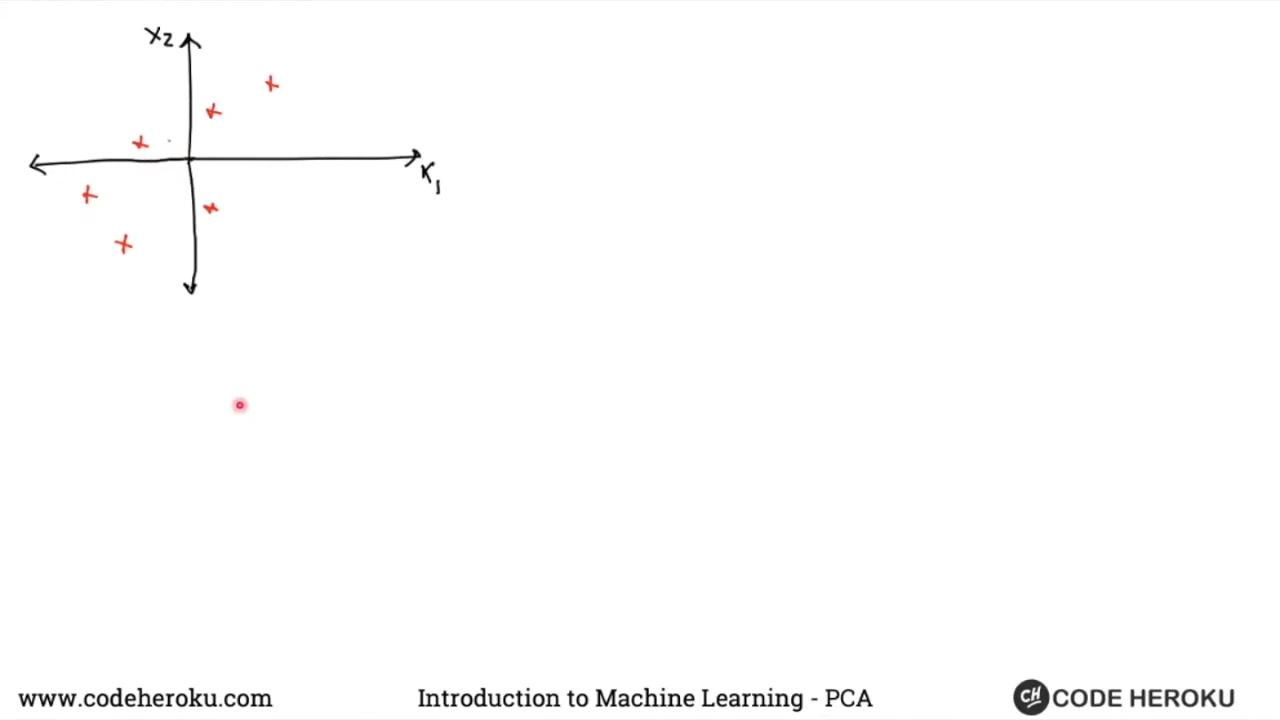 X2
X1
www.codeheroku.com
Introduction to Machine Learning - PCA
CH CODE HEROKU